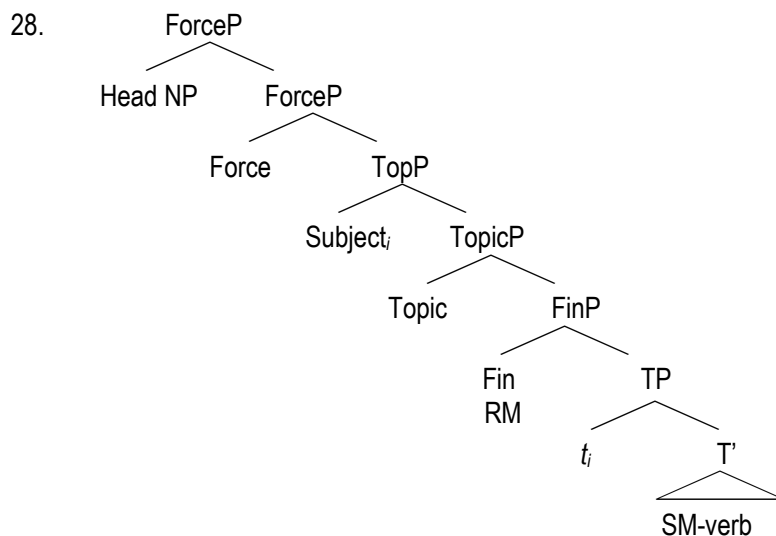 28. ForceP
Head NP ForceP
Force TopP
Subjecti TopicP
Topic FinP
Fin TP
RM
ti T’
SM-verb